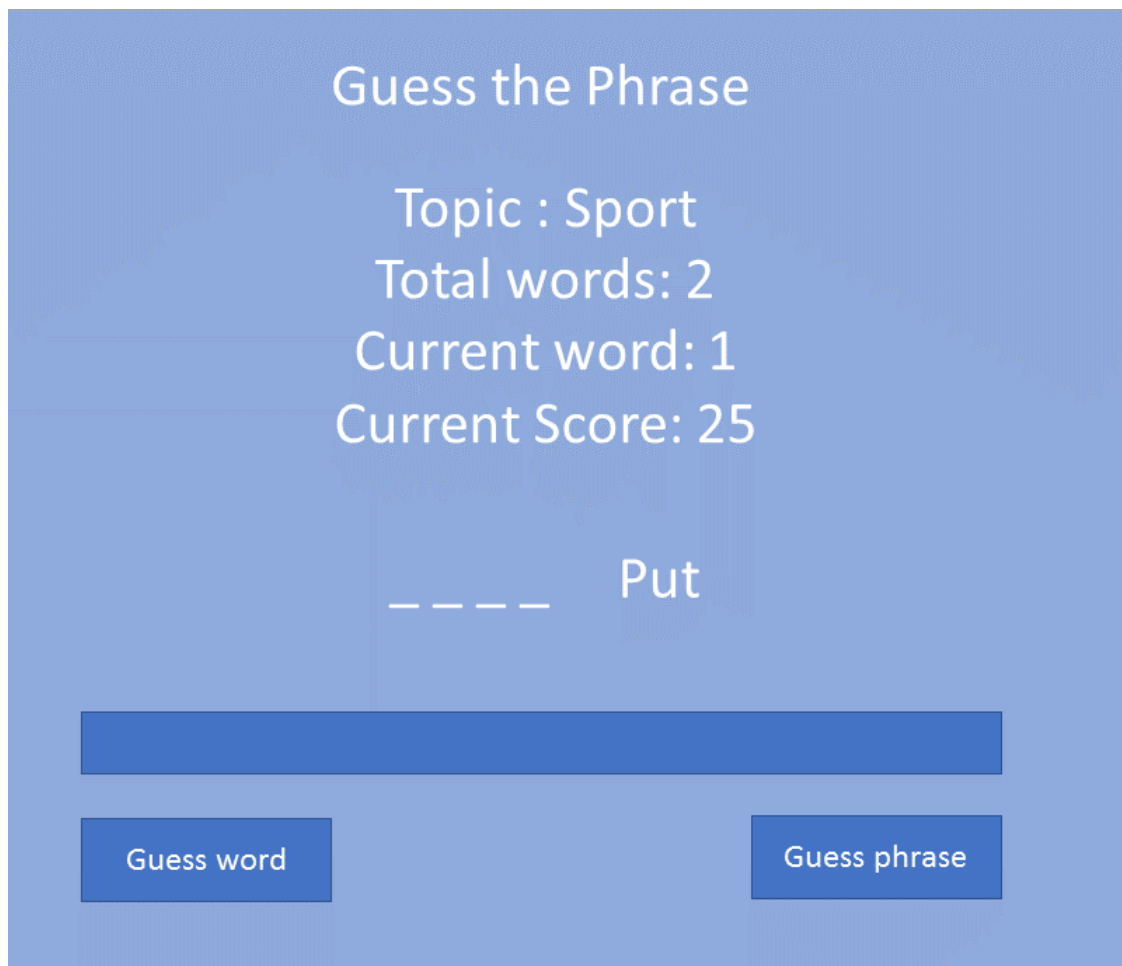 Guess the Phrase
Topic : Sport
Total words: 2
Current word: 1
Current Score: 25
_ _ _ _ Put
Guess word
Guess phrase